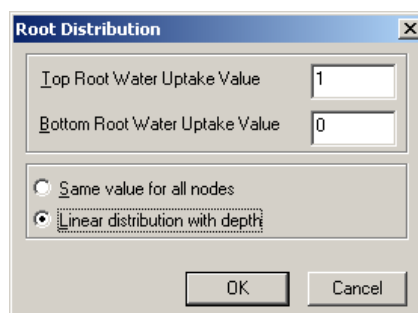 Root Distribution
Top Root Water Uptake Value 1
Bottom Root Water Uptake Value 0
Same value for all nodes
Linear distribution with depth
OK Cancel